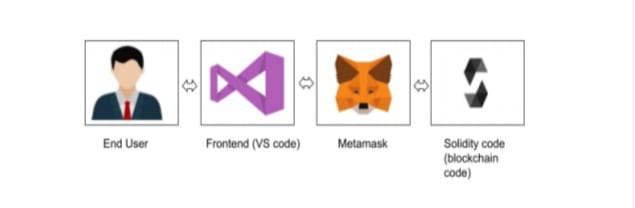 End User
Frontend (VS code)
Metamask
Solidity code
(blockchain
code)